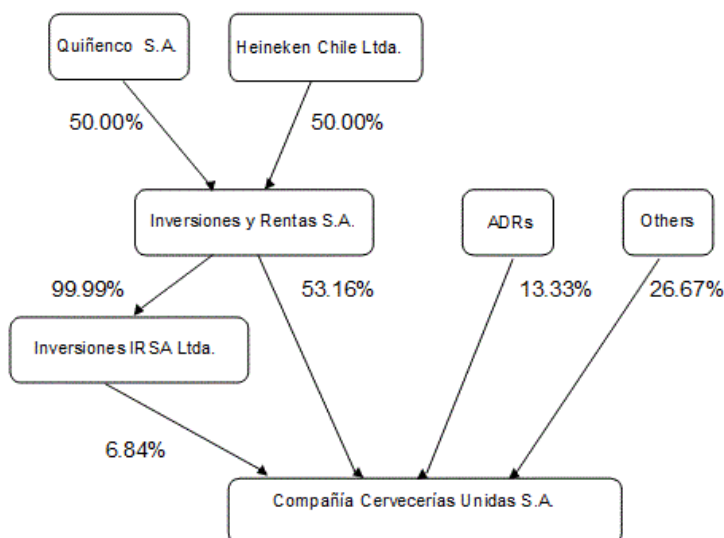 Quiñenco S.A.
Heineken Chile Ltda.
50.00%
50.00%
Inversiones y Rentas S.A.
ADRs
Others
99.99%
53.16%
13.33%
26.67%
Inversiones IRSA Ltda.
6.84%
Compañía Cervecerías Unidas S.A.